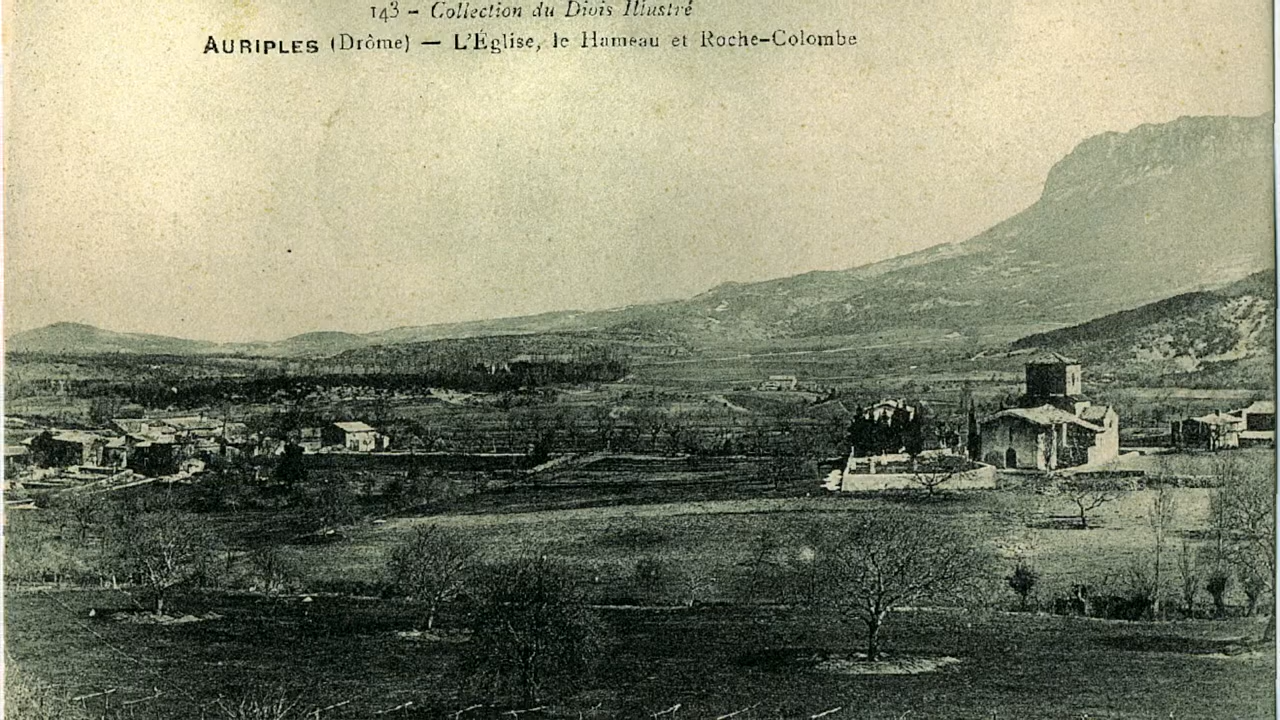 143 - Collection du Diois Illustré
AURIPLES (Drôme) — L'Église, le Hameau et Roche-Colombe